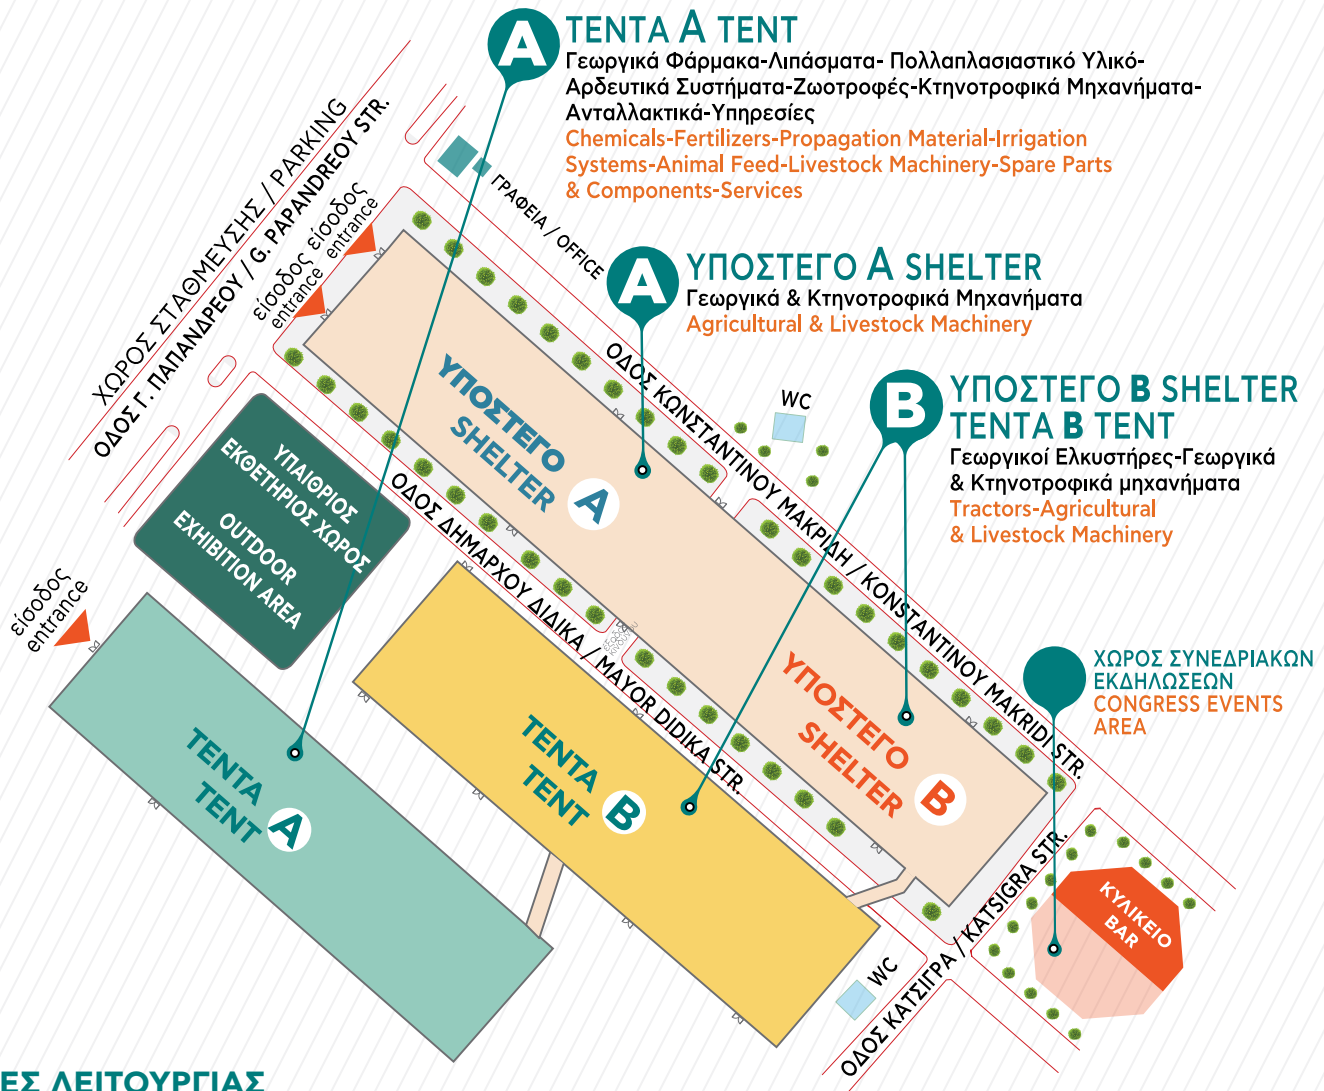 ΤΕΝΤΑ A TENT
Γεωργικά Φάρμακα-Λιπάσματα- Πολλαπλασιαστικό Υλικό-
Αρδευτικά Συστήματα-Ζωοτροφές-Κτηνοτροφικά Μηχανήματα-
Ανταλλακτικά-Υπηρεσίες
Chemicals-Fertilizers-Propagation Material-Irrigation
Systems-Animal Feed-Livestock Machinery-Spare Parts
& Components-Services
A
ΧΩΡΟΣ ΣΤΑΘΜΕΥΣΗΣ / PARKING
ΟΔΟΣ Γ. ΠΑΠΑΝΔΡΕΟΥ / G. PAPANDREOY STR.
είσοδος
entrance
είσοδος
entrance
ΓΡΑΦΕΙΑ / OFFICE
A
ΥΠΟΣΤΕΓΟ A SHELTER
Γεωργικά & Κτηνοτροφικά Μηχανήματα
Agricultural & Livestock Machinery
B
ΥΠΟΣΤΕΓΟ B SHELTER
ΤΕΝΤΑ B TENT
Γεωργικοί Ελκυστήρες-Γεωργικά
& Κτηνοτροφικά μηχανήματα
Tractors-Agricultural
& Livestock Machinery
WC
ΟΔΟΣ ΚΩΝΣΤΑΝΤΙΝΟΥ ΜΑΚΡΙΔΗ / KONSTANTINOU MAKRIDI STR.
ΥΠΟΣΤΕΓΟ
SHELTER
A
ΥΠΑΙΘΡΙΟΣ
ΕΚΘΕΤΗΡΙΟΣ ΧΩΡΟΣ
OUTDOOR
EXHIBITION AREA
ΟΔΟΣ ΔΗΜΑΡΧΟΥ ΔΙΔΙΚΑ / MAYOR DIDIKA STR.
είσοδος
entrance
έξοδος
κινδύνου
ΥΠΟΣΤΕΓΟ
SHELTER
B
ΧΩΡΟΣ ΣΥΝΕΔΡΙΑΚΩΝ
ΕΚΔΗΛΩΣΕΩΝ
CONGRESS EVENTS
AREA
ΤΕΝΤΑ
TENT
A
ΤΕΝΤΑ
TENT
B
ΚΥΛΙΚΕΙΟ
BAR
WC
ΟΔΟΣ ΚΑΤΣΙΓΡΑ / KATSIGRA STR.
ΕΣ ΛΕΙΤΟΥΡΓΙΑΣ